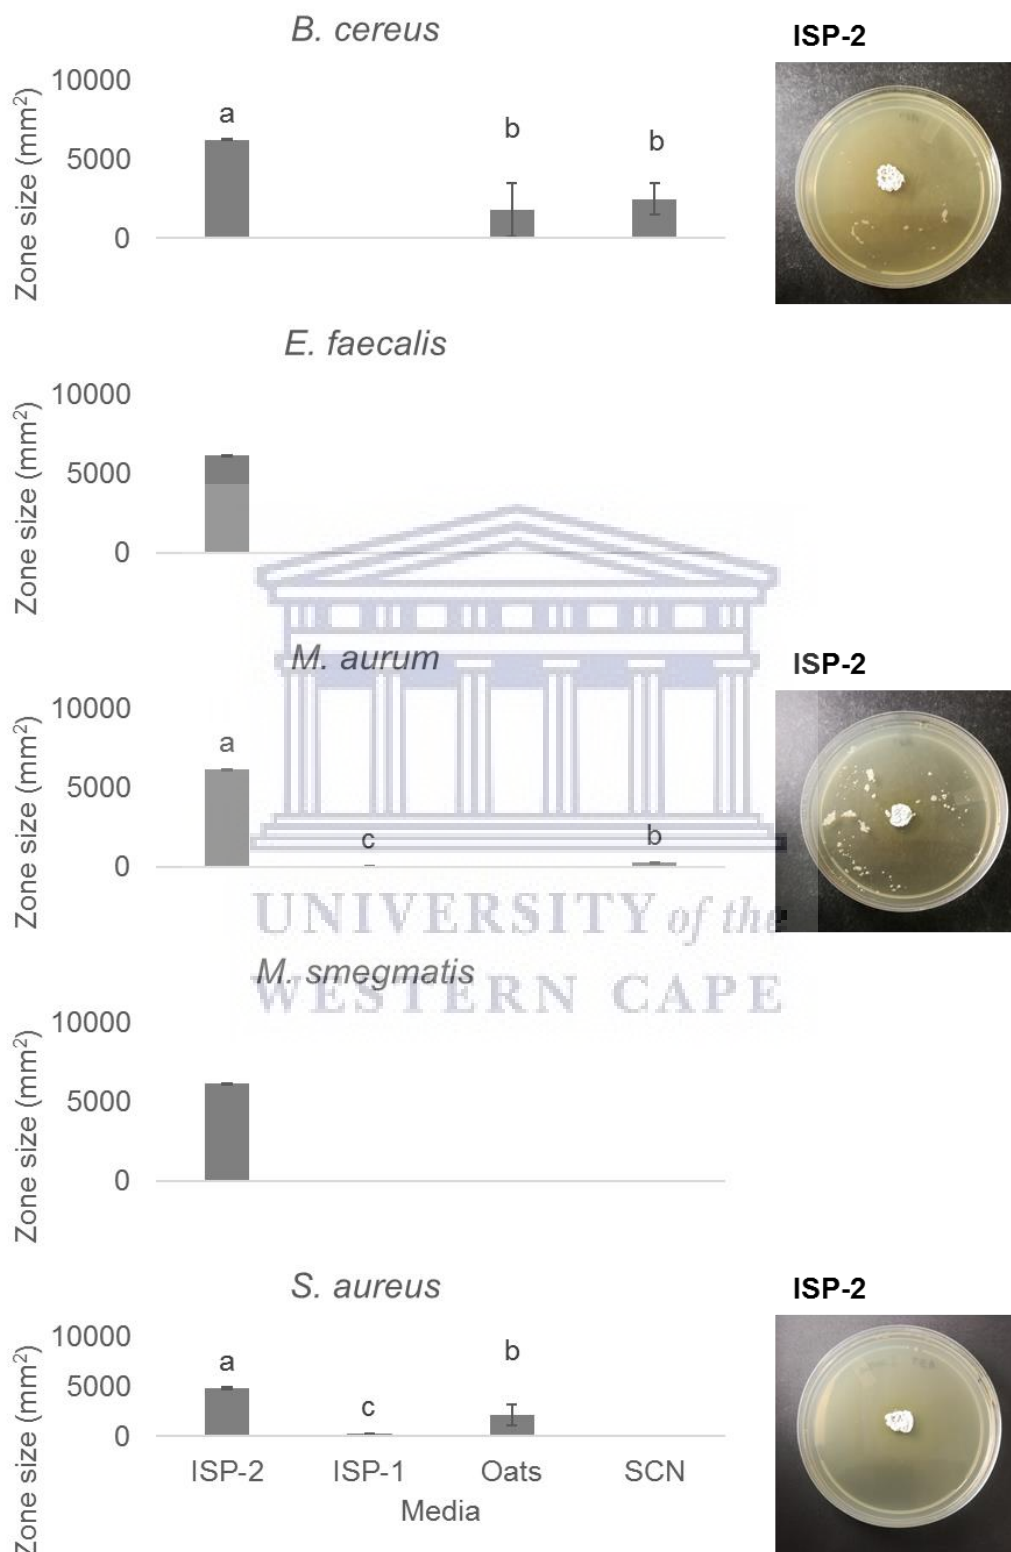 B. cereus
ISP-2
Zone size (mm²)
10000
5000
0
a
b
b
E. faecalis
Zone size (mm²)
10000
5000
0
M. aurum
ISP-2
Zone size (mm²)
10000
5000
0
a
c
b
UNIVERSITY of the
WESTERN CAPE
M. smegmatis
Zone size (mm²)
10000
5000
0
S. aureus
ISP-2
Zone size (mm²)
10000
5000
0
a
c
b
ISP-2 ISP-1 Oats SCN
Media